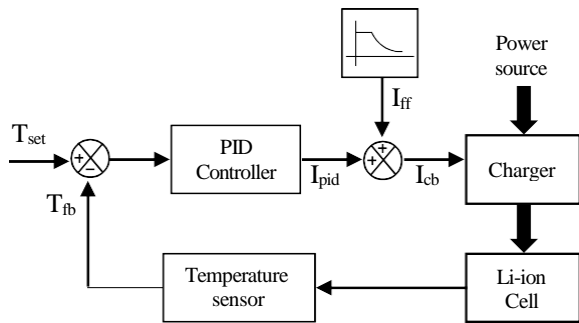 Power
source
I_ff
T_set
+
−
PID
Controller
I_pid
+
+
I_cb
Charger
T_fb
Temperature
sensor
Li-ion
Cell